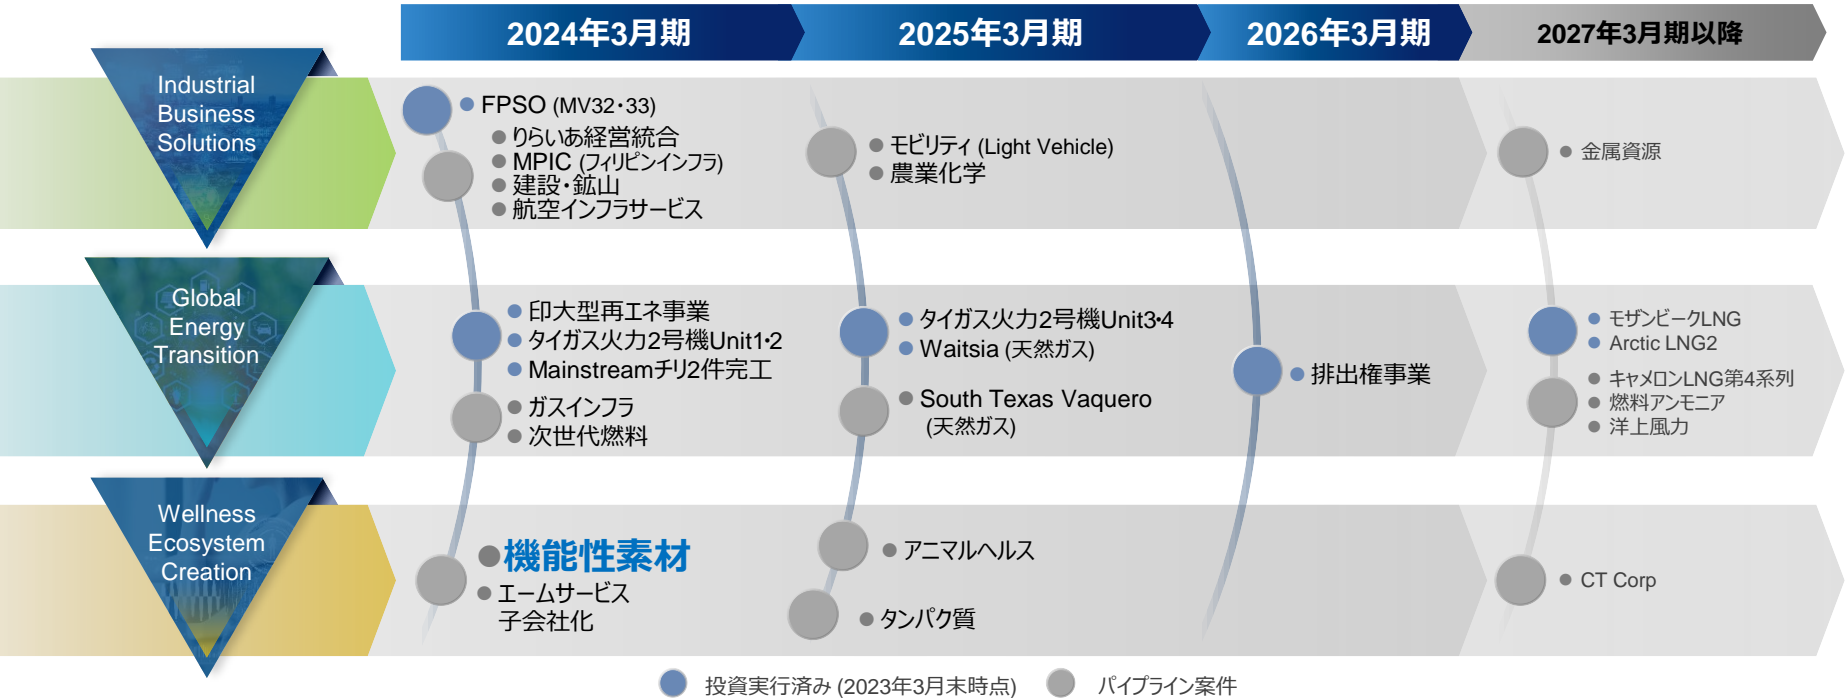 2024年3月期
2025年3月期
2026年3月期
2027年3月期以降
Industrial
Business
Solutions
FPSO (MV32・33)
りらいあ経営統合
MPIC (フィリピンインフラ)
建設・鉱山
航空インフラサービス
モビリティ (Light Vehicle)
農業化学
金属資源
Global
Energy
Transition
印大型再エネ事業
タイガス火力2号機Unit1・2
Mainstreamチリ2件完工
ガスインフラ
次世代燃料
タイガス火力2号機Unit3・4
Waitsia (天然ガス)
South Texas Vaquero
(天然ガス)
排出権事業
モザンビークLNG
Arctic LNG2
キャメロンLNG第4系列
燃料アンモニア
洋上風力
Wellness
Ecosystem
Creation
機能性素材
エームサービス
子会社化
アニマルヘルス
タンパク質
CT Corp
投資実行済み (2023年3月末時点)
パイプライン案件